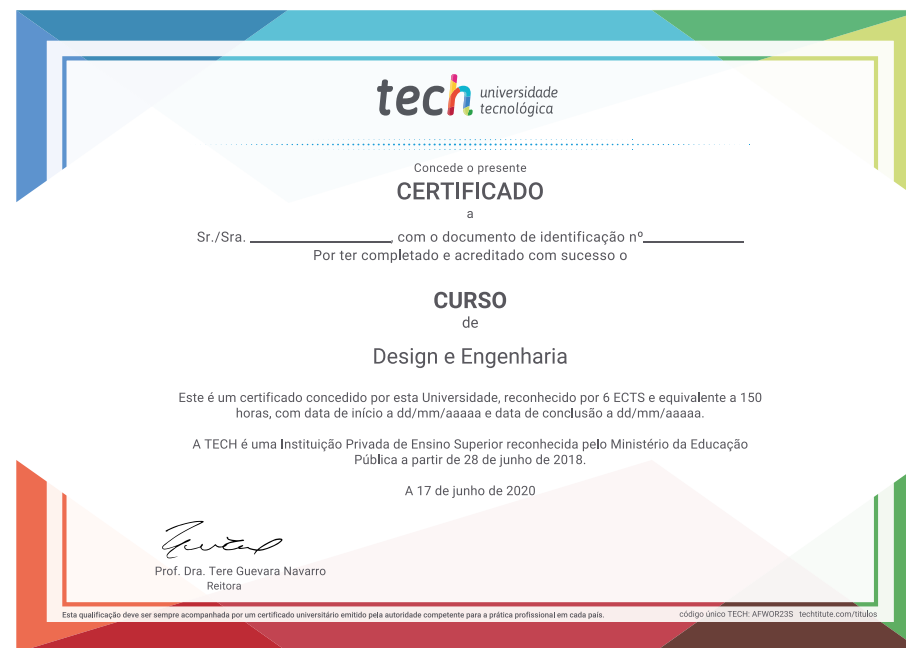 tech universidade
tecnológica
Concede o presente
CERTIFICADO
a
Sr./Sra. ________________, com o documento de identificação nº____________
Por ter completado e acreditado com sucesso o
CURSO
de
Design e Engenharia
Este é um certificado concedido por esta Universidade, reconhecido por 6 ECTS e equivalente a 150
horas, com data de início a dd/mm/aaaaa e data de conclusão a dd/mm/aaaaa.
A TECH é uma Instituição Privada de Ensino Superior reconhecida pelo Ministério da Educação
Pública a partir de 28 de junho de 2018.
A 17 de junho de 2020
Prof. Dra. Tere Guevara Navarro
Reitora
Esta qualificação deve ser sempre acompanhada por um certificado universitário emitido pela autoridade competente para a prática profissional em cada país.
código único TECH: AFWOR23S techtitute.com/titulos